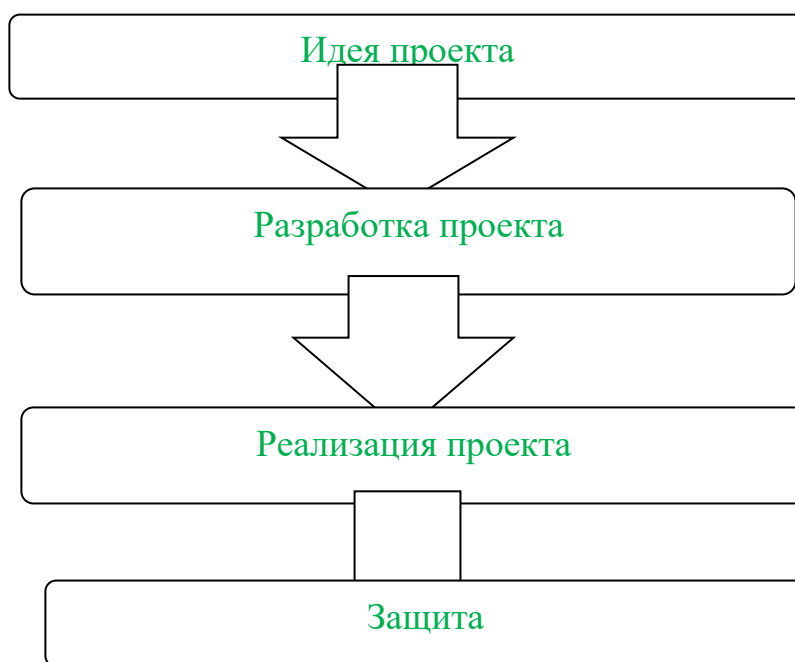 Идея проекта
Разработка проекта
Реализация проекта
Защита